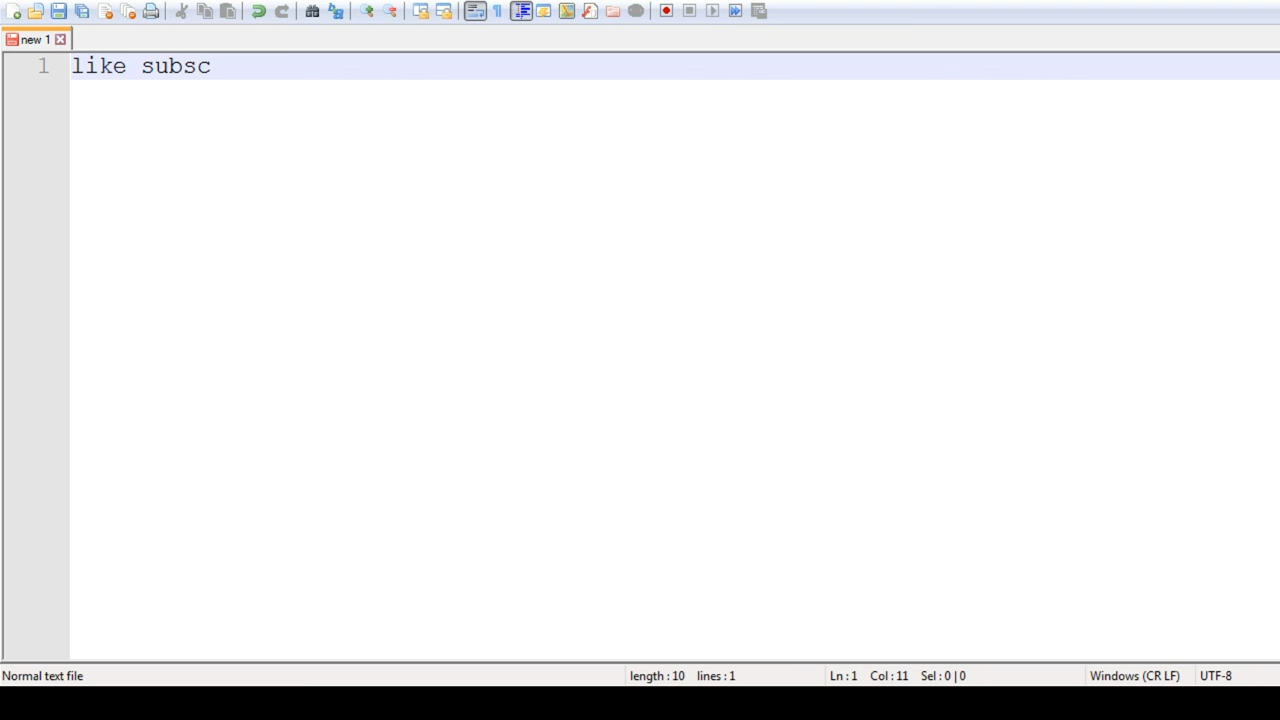 new 1
1 like subsc
Normal text file length : 10 lines : 1 Ln : 1 Col : 11 Sel : 0 | 0 Windows (CR LF) UTF-8